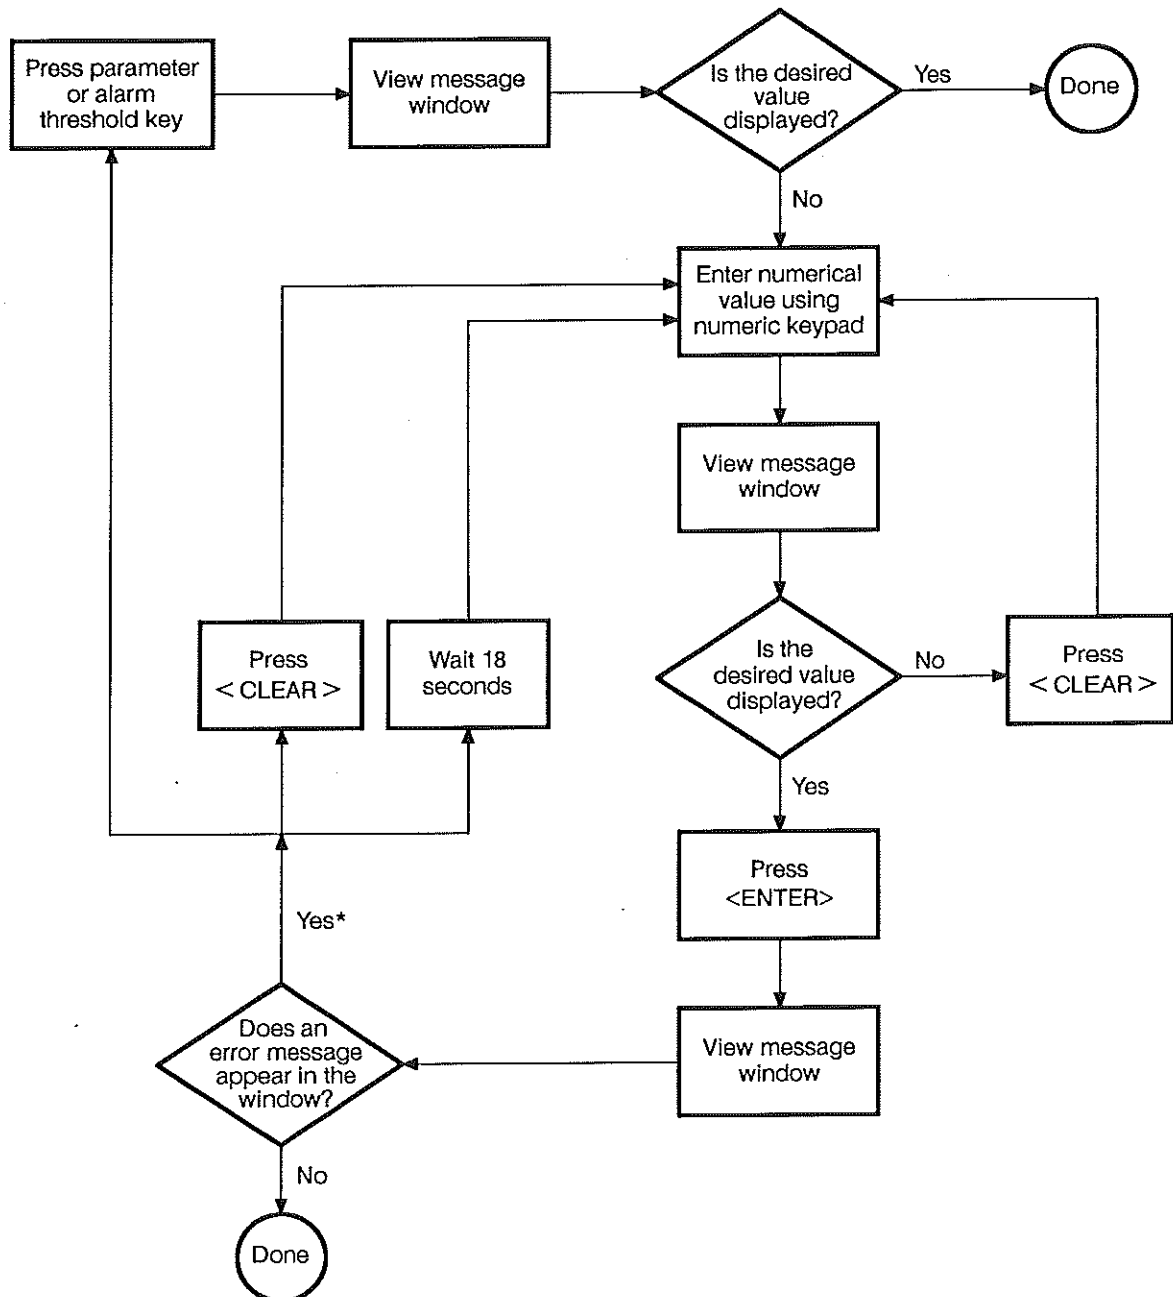 Press parameter
or alarm
threshold key
View message
window
Is the desired
value
displayed?
Yes
Done
No
Enter numerical
value using
numeric keypad
View message
window
Is the
desired value
displayed?
No
Press
< CLEAR >
Yes
Press
<ENTER>
View message
window
Does an
error message
appear in the
window?
Yes*
Press
< CLEAR >
Wait 18
seconds
No
Done